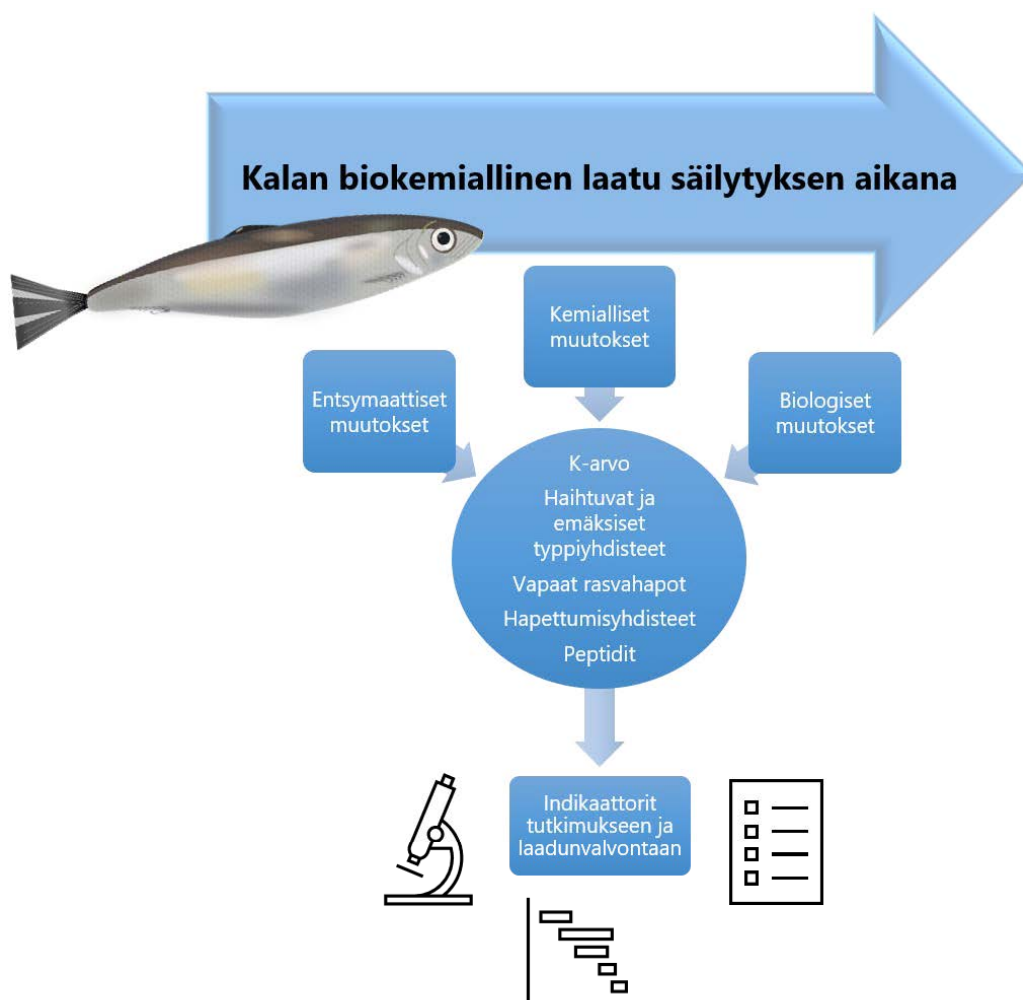 Kalan biokemiallinen laatu säilytyksen aikana
Kemialliset
muutokset
Entsymaattiset
muutokset
Biologiset
muutokset
K-arvo
Haihtuvat ja
emäksiset
typpiyhdisteet
Vapaat rasvahapot
Hapettumisyhdisteet
Peptidit
Indikaattorit
tutkimukseen ja
laadunvalvontaan